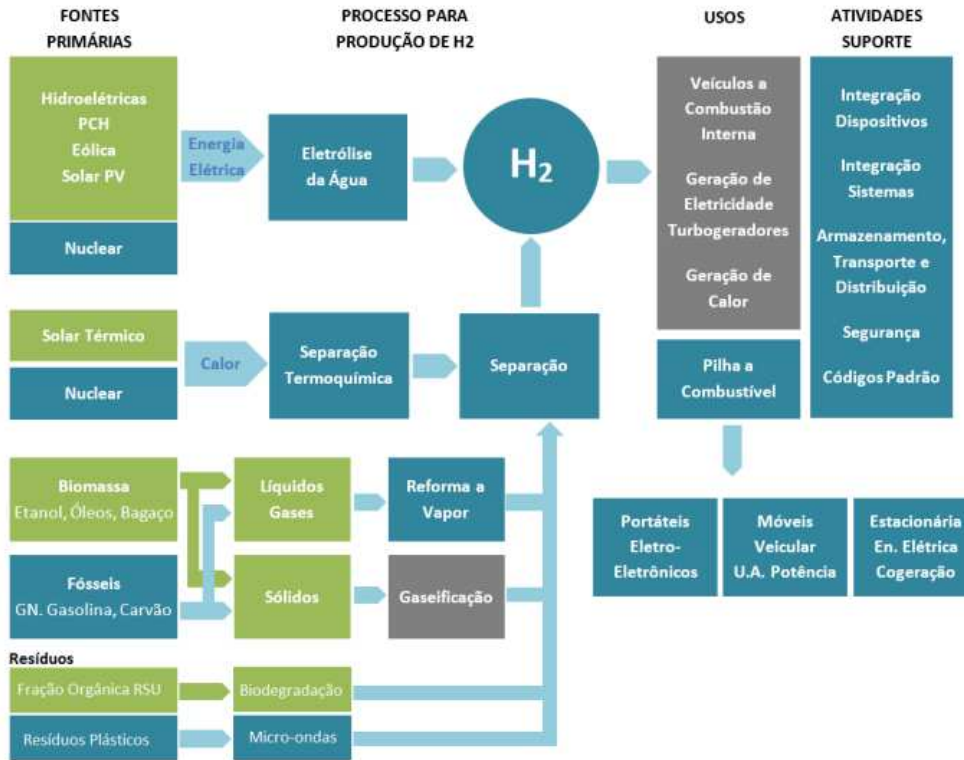 FONTES
PRIMÁRIAS
PROCESSO PARA
PRODUÇÃO DE H2
USOS
ATIVIDADES
SUPORTE
Hidroelétricas
PCH
Eólica
Solar PV
Nuclear
Energia
Elétrica
Eletrólise
da Água
H2
Veículos a
Combustão
Interna
Geração de
Eletricidade
Turbogeradores
Geração de
Calor
Pilha a
Combustível
Integração
Dispositivos
Integração
Sistemas
Armazenamento,
Transporte e
Distribuição
Segurança
Códigos Padrão
Solar Térmico
Nuclear
Calor
Separação
Termoquímica
Separação
Biomassa
Etanol, Óleos, Bagaço
Líquidos
Gases
Reforma a
Vapor
Fósseis
GN. Gasolina, Carvão
Sólidos
Gaseificação
Portáteis
Eletro-
Eletrônicos
Móveis
Veicular
U.A. Potência
Estacionária
En. Elétrica
Cogeração
Resíduos
Fração Orgânica RSU
Biodegradação
Resíduos Plásticos
Micro-ondas